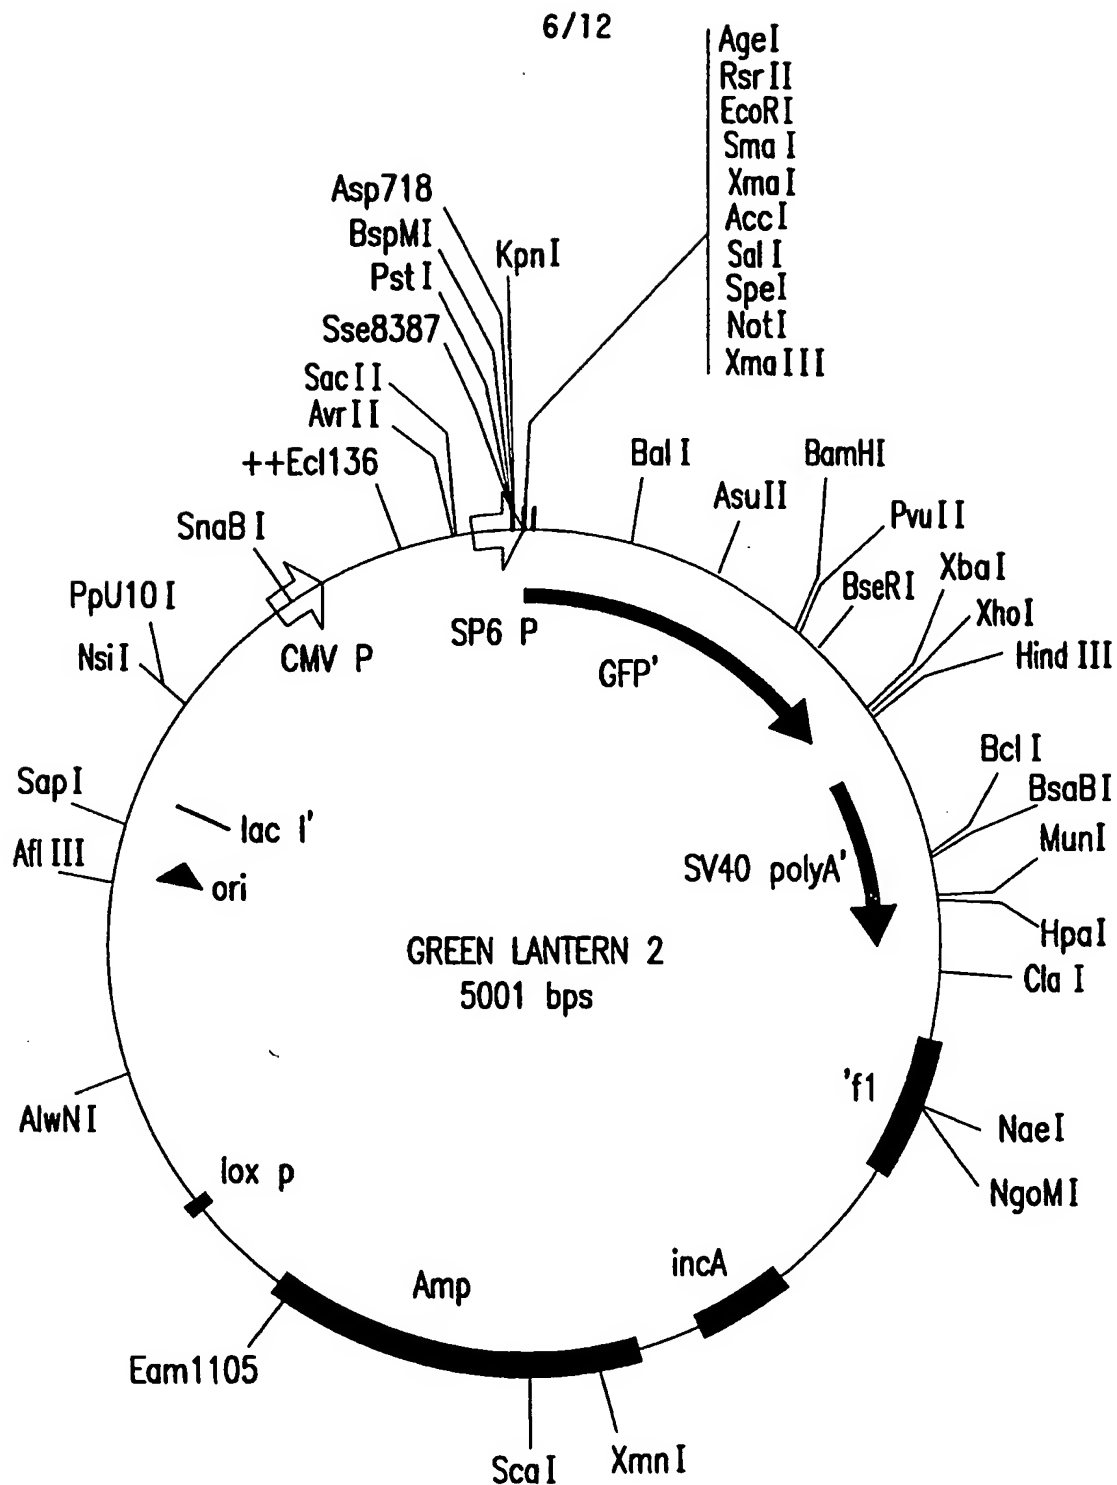 6/12
AgeI
RsrII
EcoRI
SmaI
XmaI
AccI
SalI
SpeI
NotI
XmaIII
Asp718
BspMI
PstI
Sse8387
KpnI
SacII
AvrII
++Ecl136
SnaBI
PpU10I
NsiI
SapI
AflIII
AlwNI
BalI
AsuII
BamHI
PvuII
BseRI
XbaI
XhoI
Hind III
BclI
BsaBI
MunI
HpaI
Cla I
NaeI
NgoMI
CMV P
SP6 P
GFP'
SV40 polyA'
lac I'
ori
GREEN LANTERN 2
5001 bps
'f1
lox p
Amp
incA
Eam1105
ScaI
XmnI